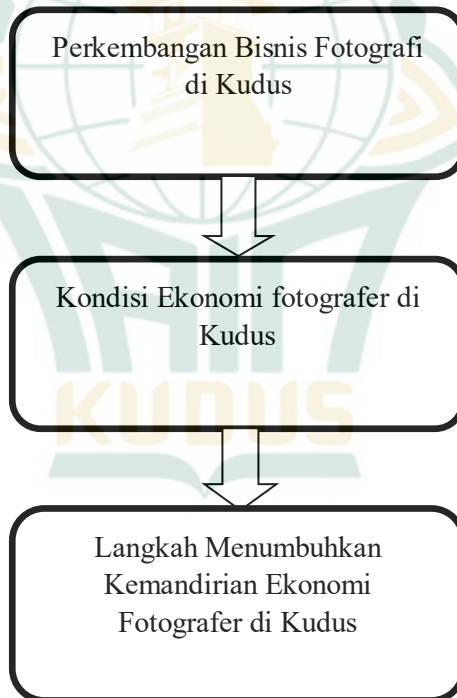 Perkembangan Bisnis Fotografi
di Kudus
Kondisi Ekonomi fotografer di
Kudus
KUDUS
Langkah Menumbuhkan
Kemandirian Ekonomi
Fotografer di Kudus